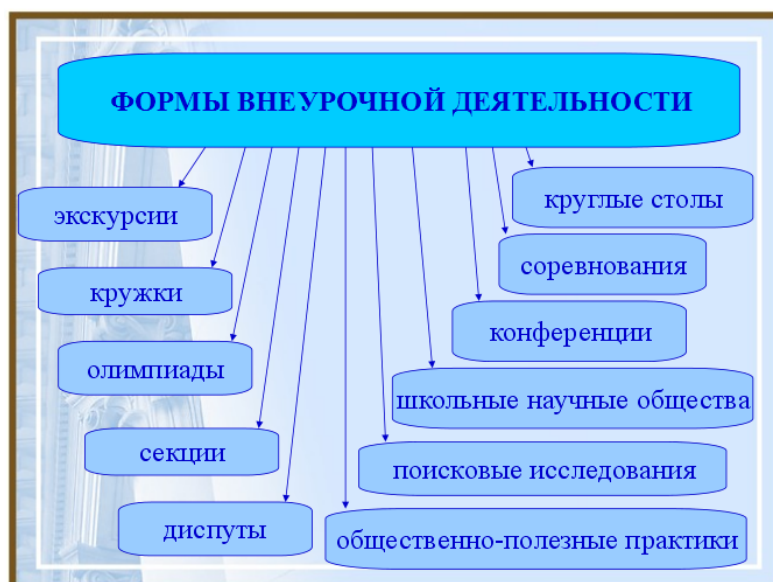 ФОРМЫ ВНЕУРОЧНОЙ ДЕЯТЕЛЬНОСТИ
экскурсии
кружки
олимпиады
секции
диспуты
круглые столы
соревнования
конференции
школьные научные общества
поисковые исследования
общественно-полезные практики